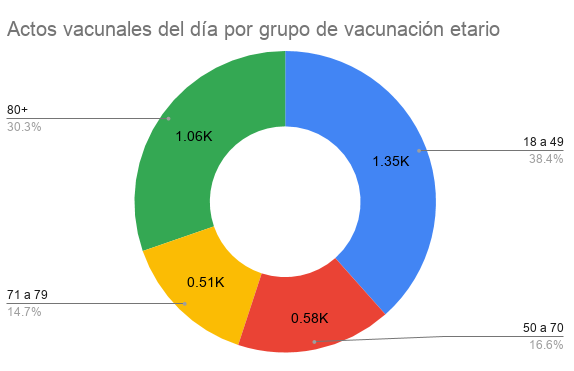 Actos vacunales del día por grupo de vacunación etario
80+
30.3%
1.06K
1.35K
18 a 49
38.4%
71 a 79
14.7%
0.51K
0.58K
50 a 70
16.6%